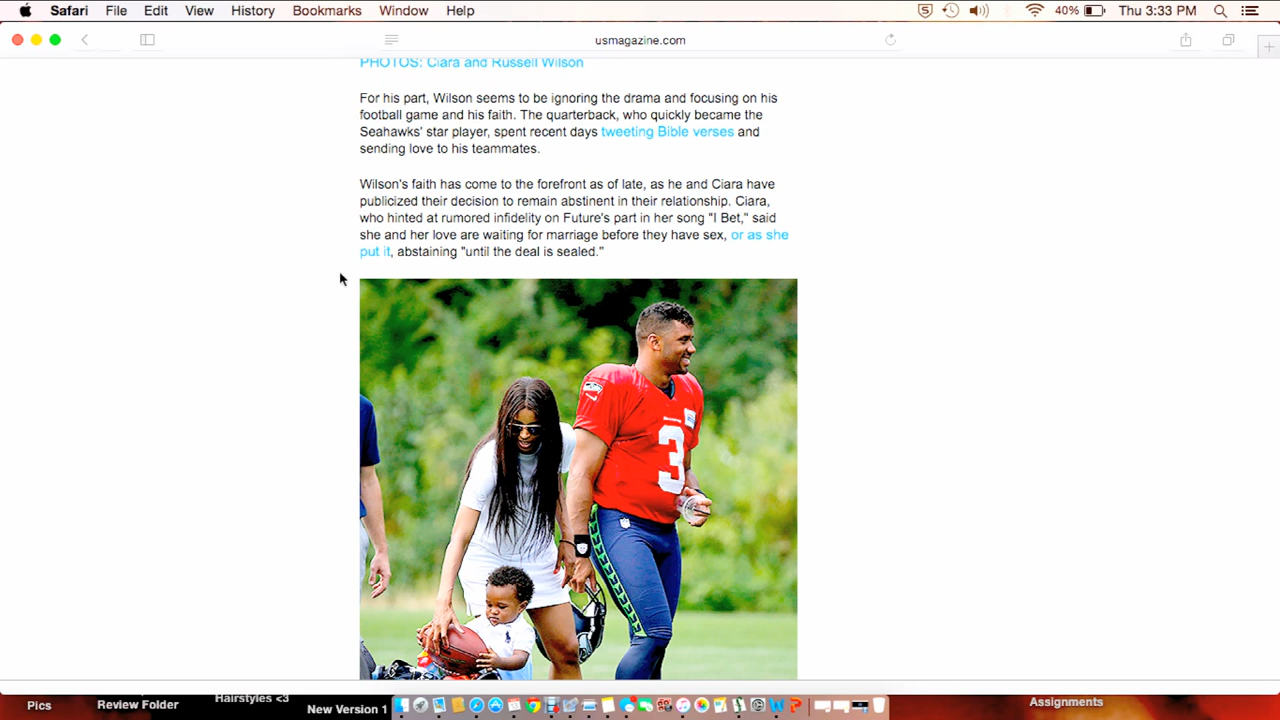 Safari File Edit View History Bookmarks Window Help 5 40% Thu 3:33 PM
usmagazine.com
PHOTOS: Ciara and Russell Wilson
For his part, Wilson seems to be ignoring the drama and focusing on his
football game and his faith. The quarterback, who quickly became the
Seahawks' star player, spent recent days tweeting Bible verses and
sending love to his teammates.
Wilson's faith has come to the forefront as of late, as he and Ciara have
publicized their decision to remain abstinent in their relationship. Ciara,
who hinted at rumored infidelity on Future's part in her song "I Bet," said
she and her love are waiting for marriage before they have sex, or as she
put it, abstaining "until the deal is sealed."
3
Pics
Review Folder
Hairstyles <3
New Version 1
Assignments